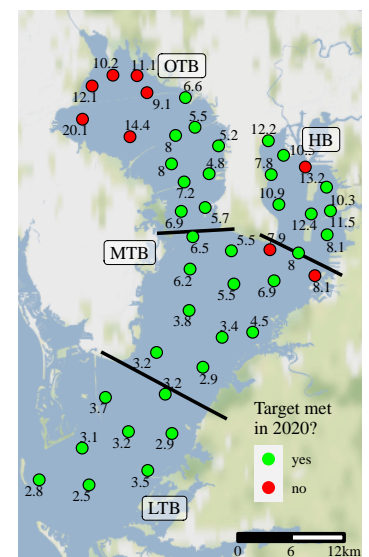 10.2 11.1
OTB
12.1 9.1 6.6
20.1 14.4 5.5
8 5.2
12.2 10.5 HB
8 4.8 7.8 13.2
7.2
6.9 5.7 10.9 12.4 10.3
11.5
MTB 6.5 5.5 7.9 8.1
8
6.2 5.5 6.9 8.1
3.8
3.4 4.5
3.2 2.9
3.2
3.7
Target met
in 2020?
3.1 3.2 2.9
yes
2.8 2.5 3.5
no
LTB
0 6 12km